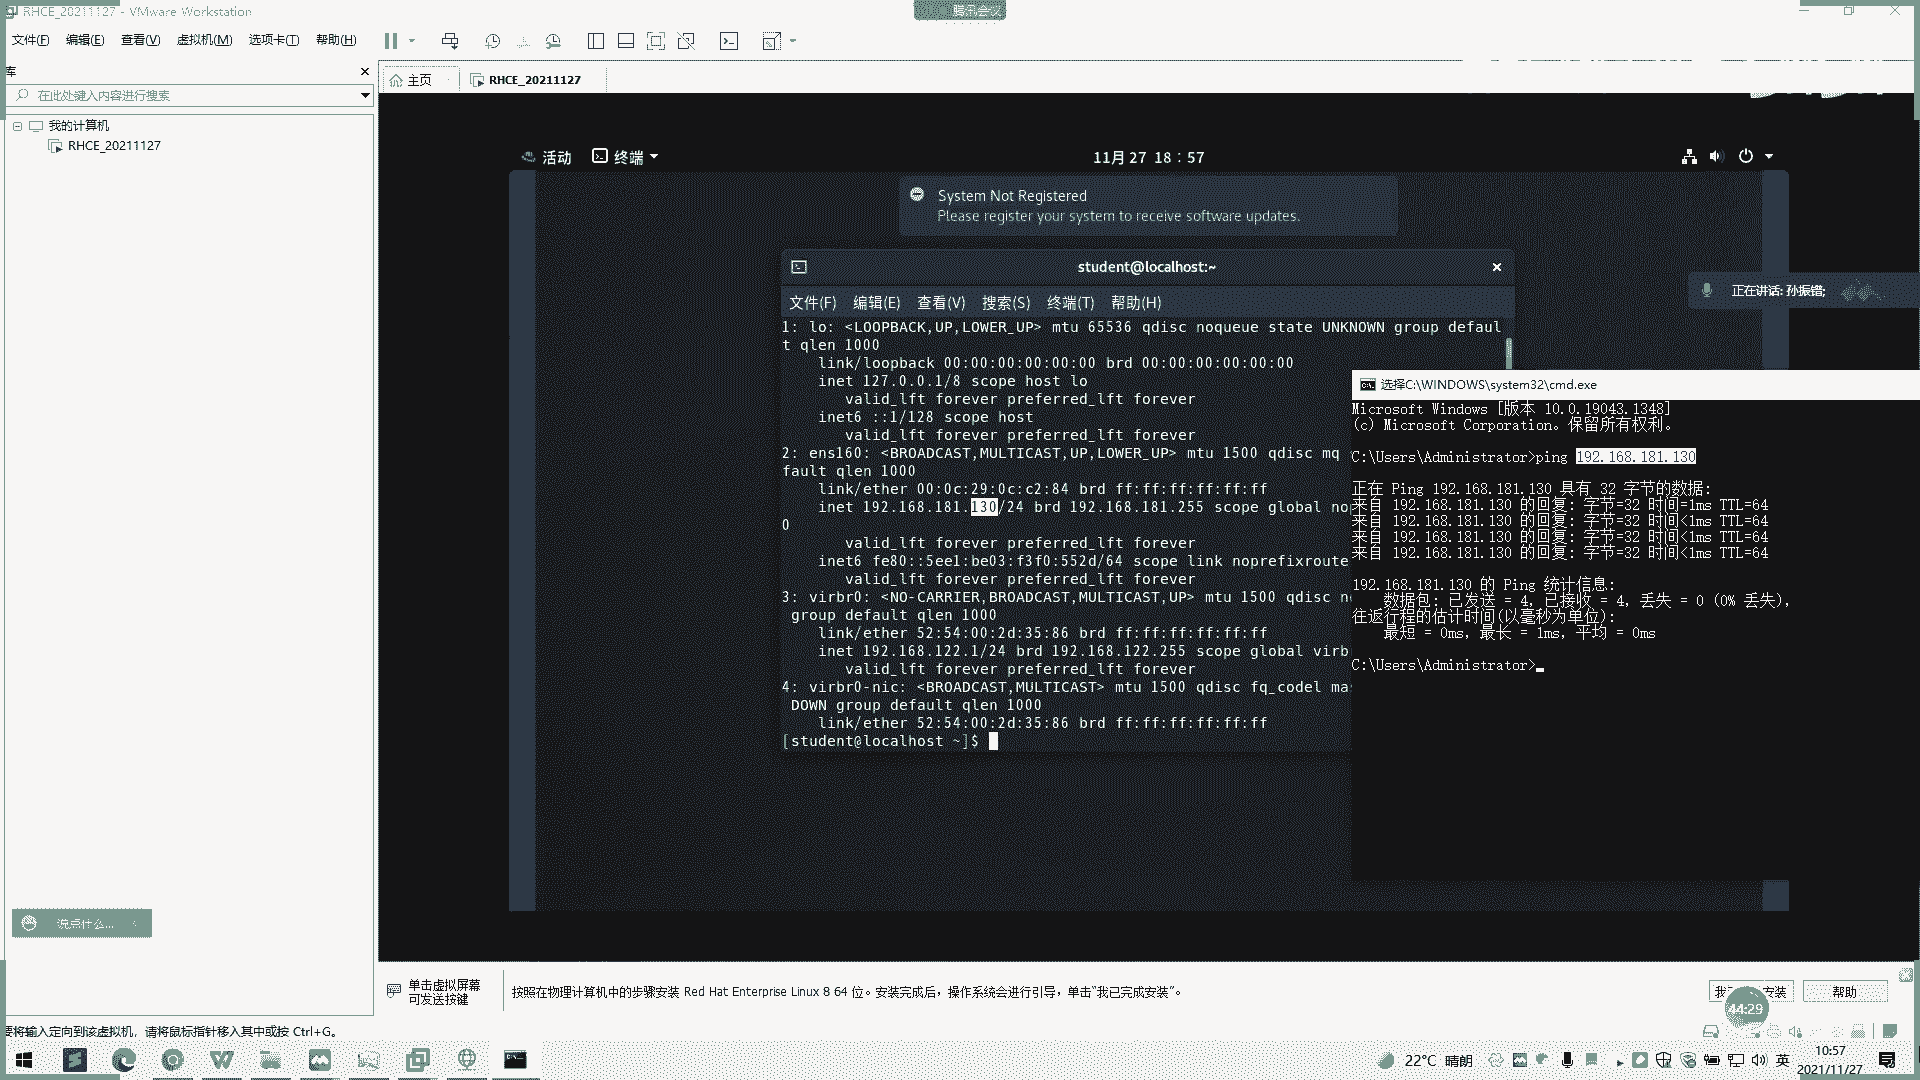 RHCE_20211127 - VMware Workstation
腾讯会议
文件(F) 编辑(E) 查看(V) 虚拟机(M) 选项卡(T) 帮助(H)
库
主页
RHCE_20211127
在此处键入内容进行搜索
我的计算机
RHCE_20211127
活动
终端
11月27 18：57
System Not Registered
Please register your system to receive software updates.
student@localhost:~
文件(F) 编辑(E) 查看(V) 搜索(S) 终端(T) 帮助(H)
1: lo: <LOOPBACK,UP,LOWER_UP> mtu 65536 qdisc noqueue state UNKNOWN group defaul
t qlen 1000
link/loopback 00:00:00:00:00:00 brd 00:00:00:00:00:00
inet 127.0.0.1/8 scope host lo
valid_lft forever preferred_lft forever
inet6 ::1/128 scope host
valid_lft forever preferred_lft forever
2: ens160: <BROADCAST,MULTICAST,UP,LOWER_UP> mtu 1500 qdisc mq
fault qlen 1000
link/ether 00:0c:29:0c:c2:84 brd ff:ff:ff:ff:ff:ff
inet 192.168.181.130/24 brd 192.168.181.255 scope global no
0
valid_lft forever preferred_lft forever
inet6 fe80::5ee1:be03:f3f0:552d/64 scope link noprefixroute
valid_lft forever preferred_lft forever
3: virbr0: <NO-CARRIER,BROADCAST,MULTICAST,UP> mtu 1500 qdisc n
group default qlen 1000
link/ether 52:54:00:2d:35:86 brd ff:ff:ff:ff:ff:ff
inet 192.168.122.1/24 brd 192.168.122.255 scope global virb
valid_lft forever preferred_lft forever
4: virbr0-nic: <BROADCAST,MULTICAST> mtu 1500 qdisc fq_codel ma
DOWN group default qlen 1000
link/ether 52:54:00:2d:35:86 brd ff:ff:ff:ff:ff:ff
[student@localhost ~]$
正在讲话: 孙振错;
选择C:\WINDOWS\system32\cmd.exe
Microsoft Windows [版本 10.0.19043.1348]
(c) Microsoft Corporation。保留所有权利。
C:\Users\Administrator>ping 192.168.181.130
正在 Ping 192.168.181.130 具有 32 字节的数据:
来自 192.168.181.130 的回复: 字节=32 时间=1ms TTL=64
来自 192.168.181.130 的回复: 字节=32 时间<1ms TTL=64
来自 192.168.181.130 的回复: 字节=32 时间<1ms TTL=64
来自 192.168.181.130 的回复: 字节=32 时间<1ms TTL=64
192.168.181.130 的 Ping 统计信息:
数据包: 已发送 = 4，已接收 = 4，丢失 = 0 (0% 丢失)，
往返行程的估计时间(以毫秒为单位):
最短 = 0ms，最长 = 1ms，平均 = 0ms
C:\Users\Administrator>
说点什么...
单击虚拟屏幕
可发送按键
按照在物理计算机中的步骤安装 Red Hat Enterprise Linux 8 64 位。安装完成后，操作系统会进行引导，单击“我已完成安装”。
安装
帮助
44:29
要将输入定向到该虚拟机，请将鼠标指针移入其中或按 Ctrl+G。
22°C 晴朗
英
10:57
2021/11/27